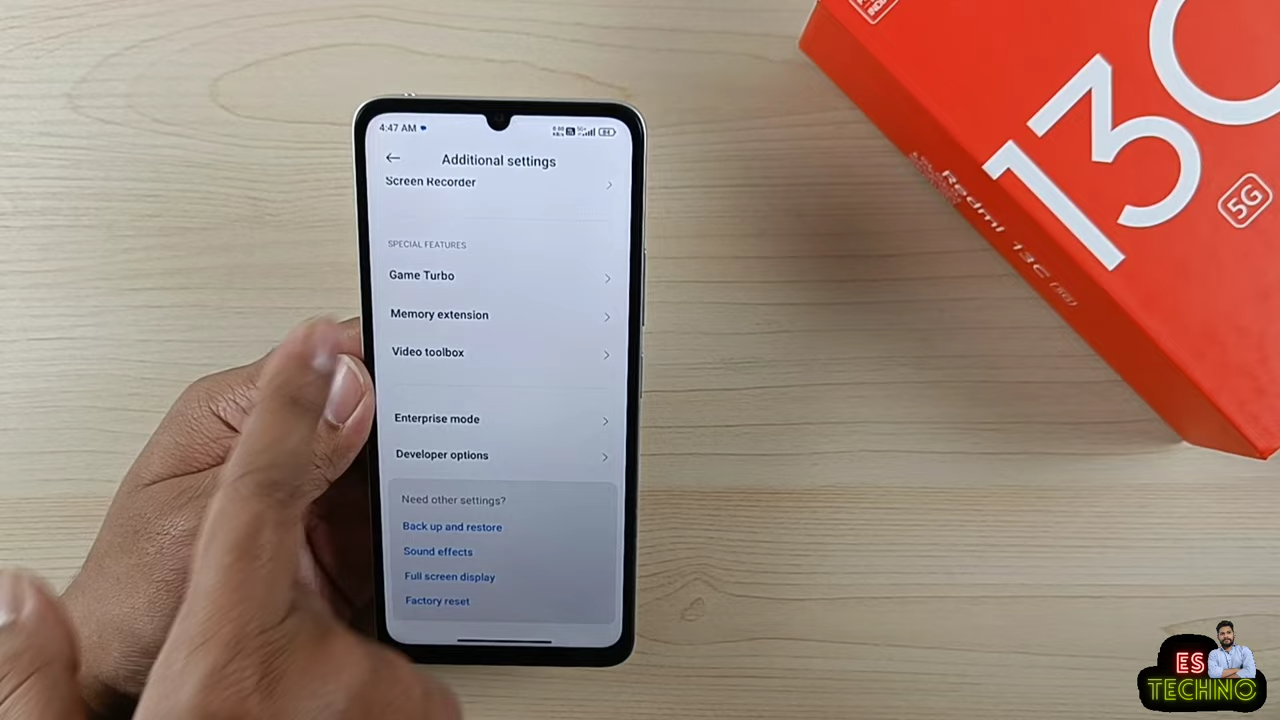 4:47 AM
Additional settings
Screen Recorder
SPECIAL FEATURES
Game Turbo
Memory extension
Video toolbox
Enterprise mode
Developer options
Need other settings?
Back up and restore
Sound effects
Full screen display
Factory reset
13C
5G
Redmi 13C 5G
ES
TECHNO